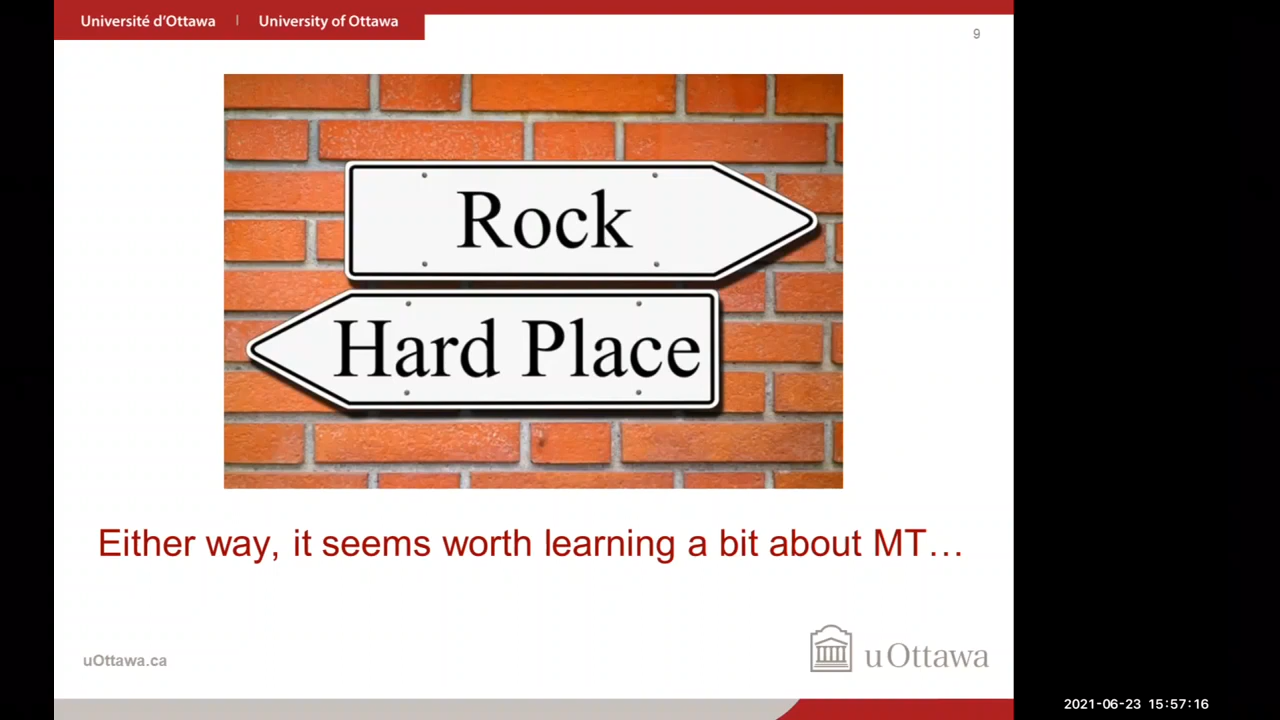 Université d'Ottawa | University of Ottawa
9
Rock
Hard Place
Either way, it seems worth learning a bit about MT…
uOttawa.ca
uOttawa
2021-06-23 15:57:16